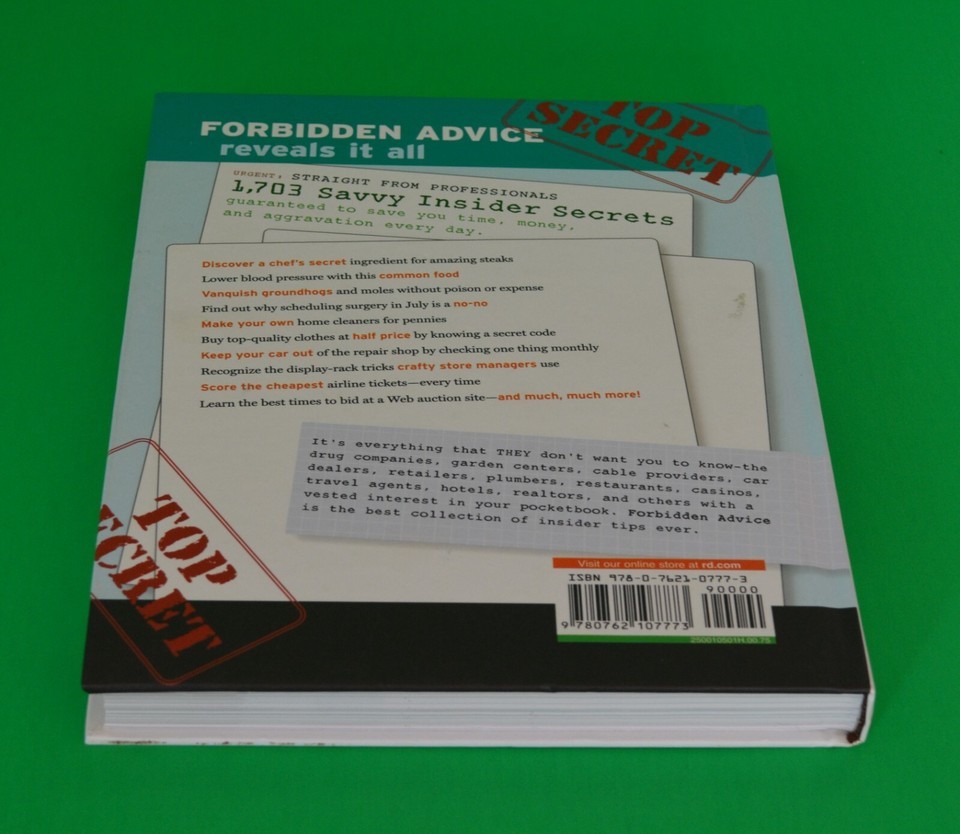 FORBIDDEN ADVICE
reveals it all
TOP
SECRET
URGENT: STRAIGHT FROM PROFESSIONALS
1,703 Savvy Insider Secrets
guaranteed to save you time, money,
and aggravation every day.
Discover a chef's secret ingredient for amazing steaks
Lower blood pressure with this common food
Vanquish groundhogs and moles without poison or expense
Find out why scheduling surgery in July is a no-no
Make your own home cleaners for pennies
Buy top-quality clothes at half price by knowing a secret code
Keep your car out of the repair shop by checking one thing monthly
Recognize the display-rack tricks crafty store managers use
Score the cheapest airline tickets—every time
Learn the best times to bid at a Web auction site—and much, much more!
It's everything that THEY don't want you to know—the
drug companies, garden centers, cable providers, car
dealers, retailers, plumbers, restaurants, casinos,
travel agents, hotels, realtors, and others with a
vested interest in your pocketbook. Forbidden Advice
is the best collection of insider tips ever.
TOP
ECRET
Visit our online store at rd.com
ISBN 978-0-7621-0777-3
90000
9 780762 107773